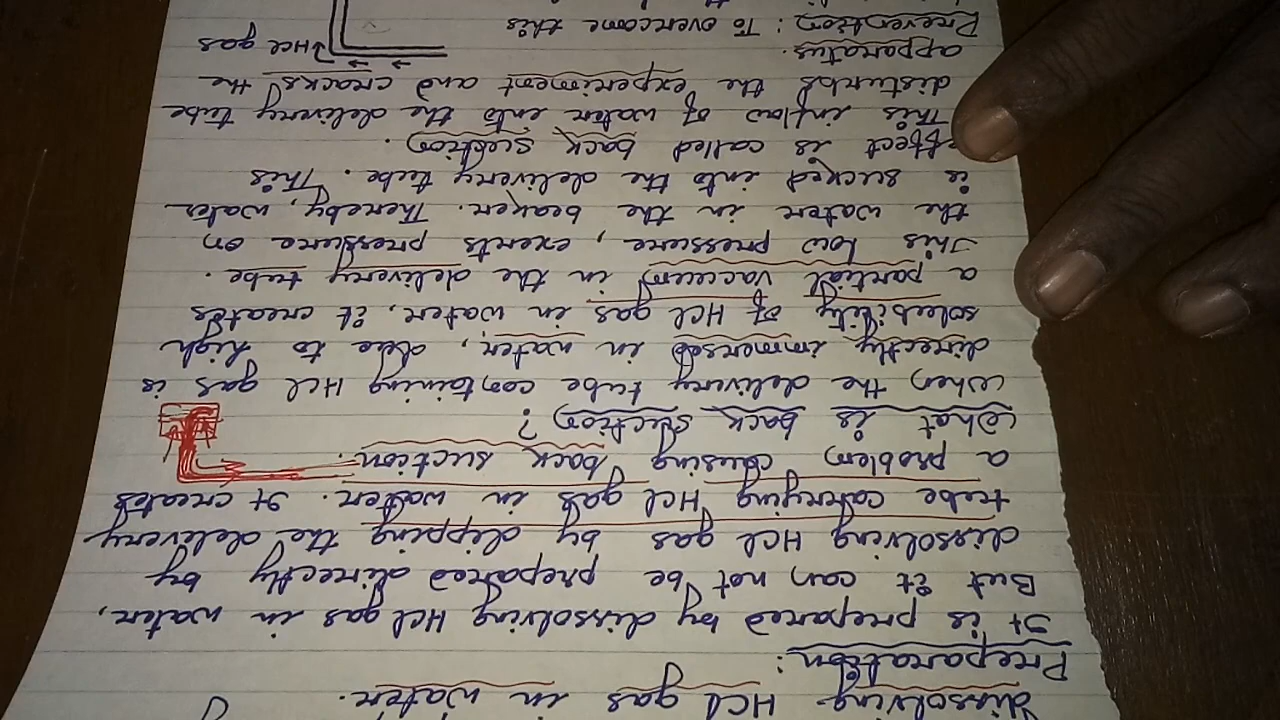 dissolving HCl gas in water.
Preparation:
It is prepared by dissolving HCl gas in water,
But it can not be prepared directly by
dissolving HCl gas by dipping the delivery
tube carrying HCl gas in water. It creates
a problem causing back suction.
What is back suction?
When the delivery tube containing HCl gas is
directly immersed in water, due to high
solubility of HCl gas in water, it creates
a partial vaccum in the delivery tube.
This low pressure, exerts pressure on
the water in the beaker. Thereby, water
is sucked into the delivery tube. This
effect is called back suction.
This inflow of water into the delivery tube
disturbs the experiment and cracks the
apparatus.
HCl gas
Prevention: To overcome this